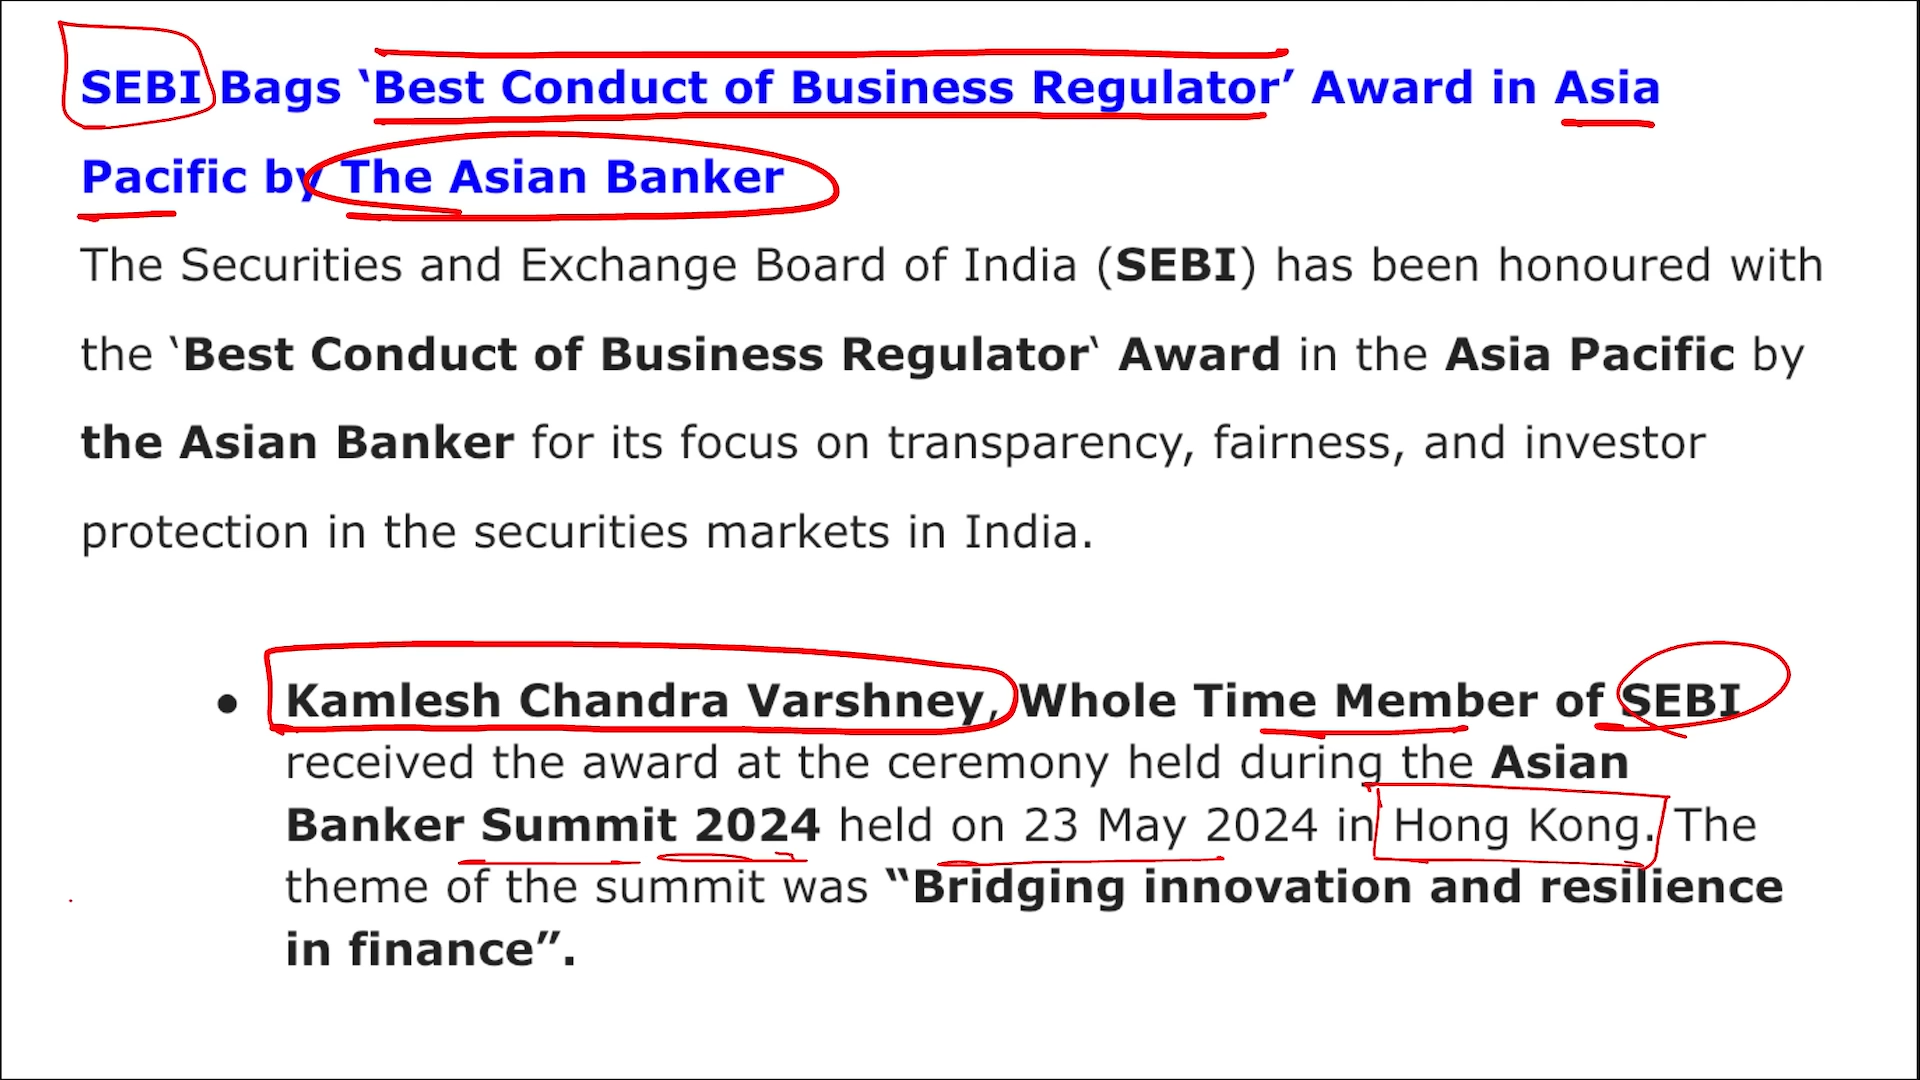 SEBI Bags ‘Best Conduct of Business Regulator’ Award in Asia
Pacific by The Asian Banker
The Securities and Exchange Board of India (SEBI) has been honoured with
the ‘Best Conduct of Business Regulator‘ Award in the Asia Pacific by
the Asian Banker for its focus on transparency, fairness, and investor
protection in the securities markets in India.
● Kamlesh Chandra Varshney, Whole Time Member of SEBI
received the award at the ceremony held during the Asian
Banker Summit 2024 held on 23 May 2024 in Hong Kong. The
theme of the summit was “Bridging innovation and resilience
in finance”.